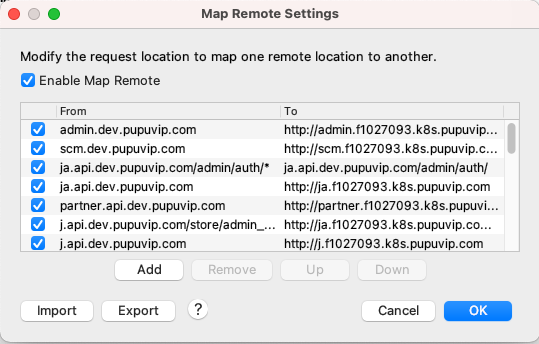 Map Remote Settings
Modify the request location to map one remote location to another.
Enable Map Remote
From To
admin.dev.pupuvip.com http://admin.f1027093.k8s.pupuvip...
scm.dev.pupuvip.com http://scm.f1027093.k8s.pupuvip.c...
ja.api.dev.pupuvip.com/admin/auth/* ja.api.dev.pupuvip.com/admin/auth/
ja.api.dev.pupuvip.com http://ja.f1027093.k8s.pupuvip.com
partner.api.dev.pupuvip.com http://partner.f1027093.k8s.pupuvi...
j.api.dev.pupuvip.com/store/admin_... http://ja.f1027093.k8s.pupuvip.co...
j.api.dev.pupuvip.com http://j.f1027093.k8s.pupuvip.com
Add Remove Up Down
Import Export ? Cancel OK